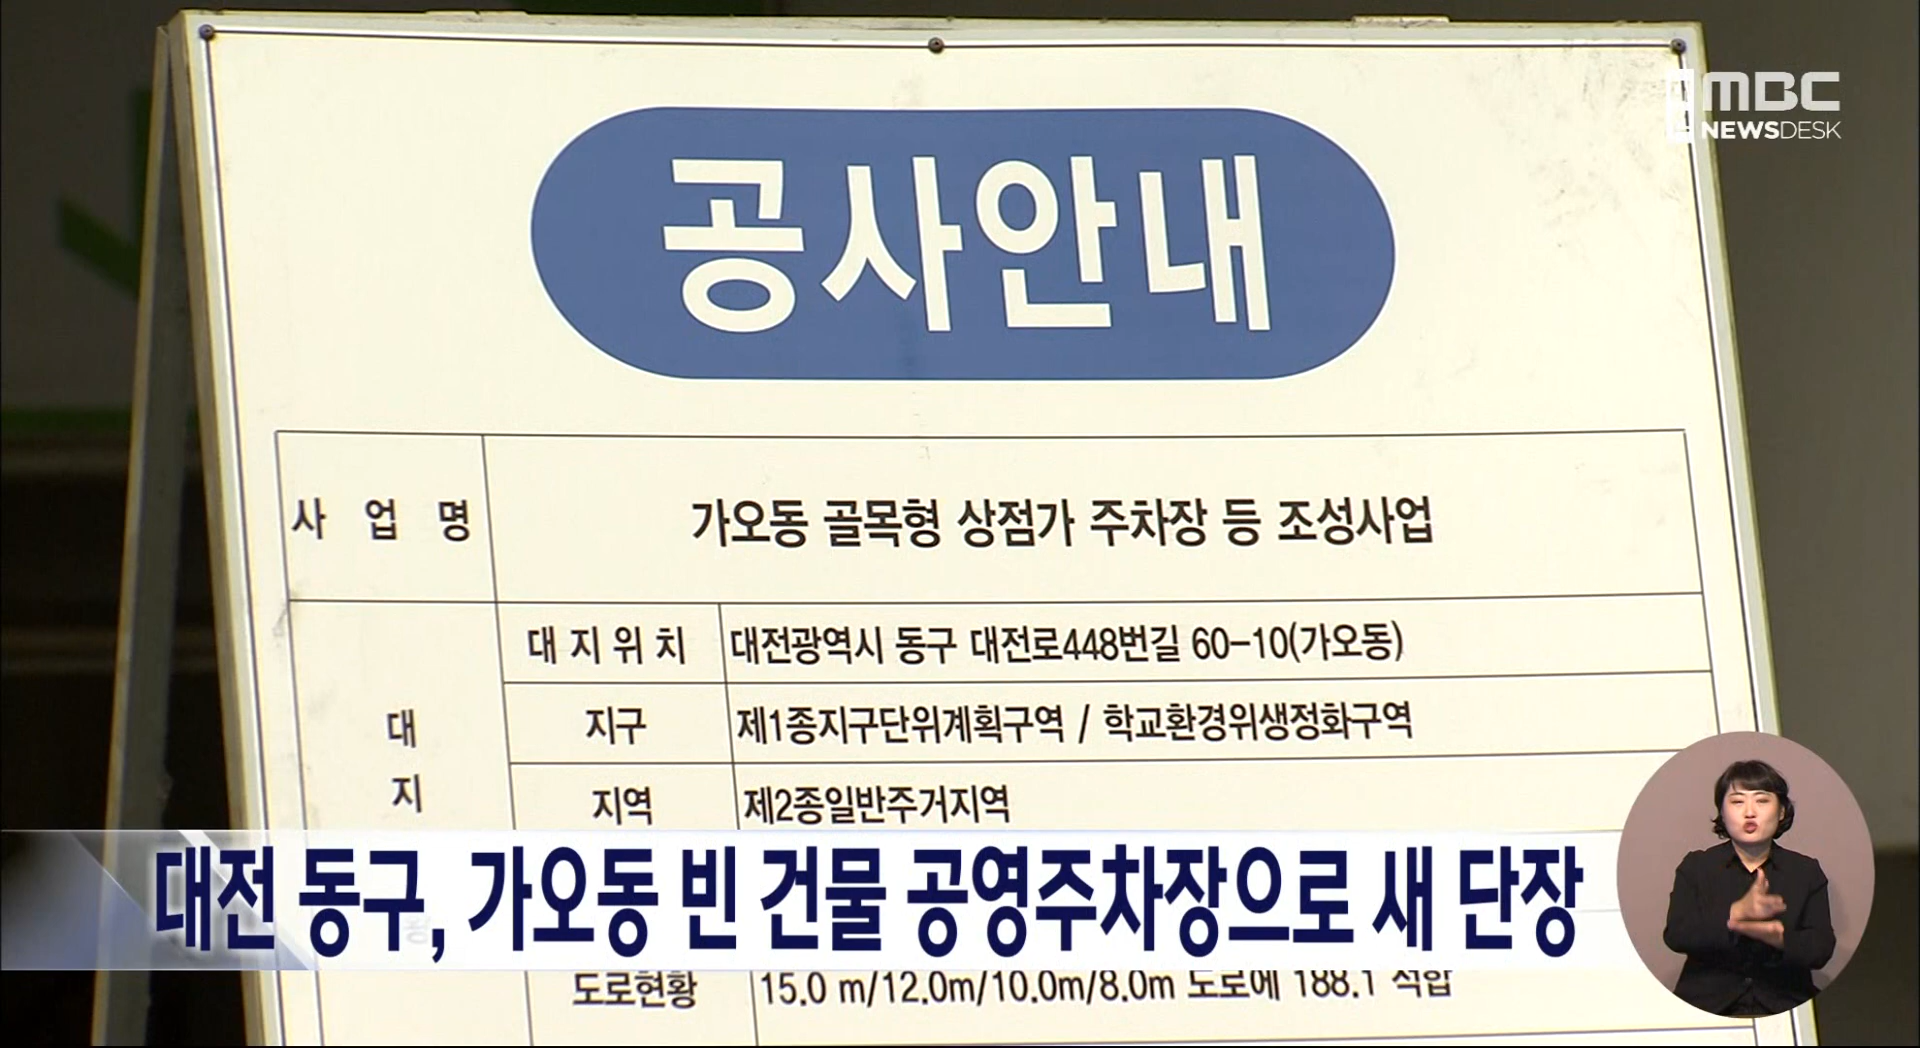 MBC
NEWSDESK
공사안내
사 업 명
가오동 골목형 상점가 주차장 등 조성사업
대 지 위 치
대전광역시 동구 대전로448번길 60-10(가오동)
대
지
지구
제1종지구단위계획구역 / 학교환경위생정화구역
지역
제2종일반주거지역
대전 동구, 가오동 빈 건물 공영주차장으로 새 단장
도로현황
15.0 m/12.0m/10.0m/8.0m 도로에 188.1 적합